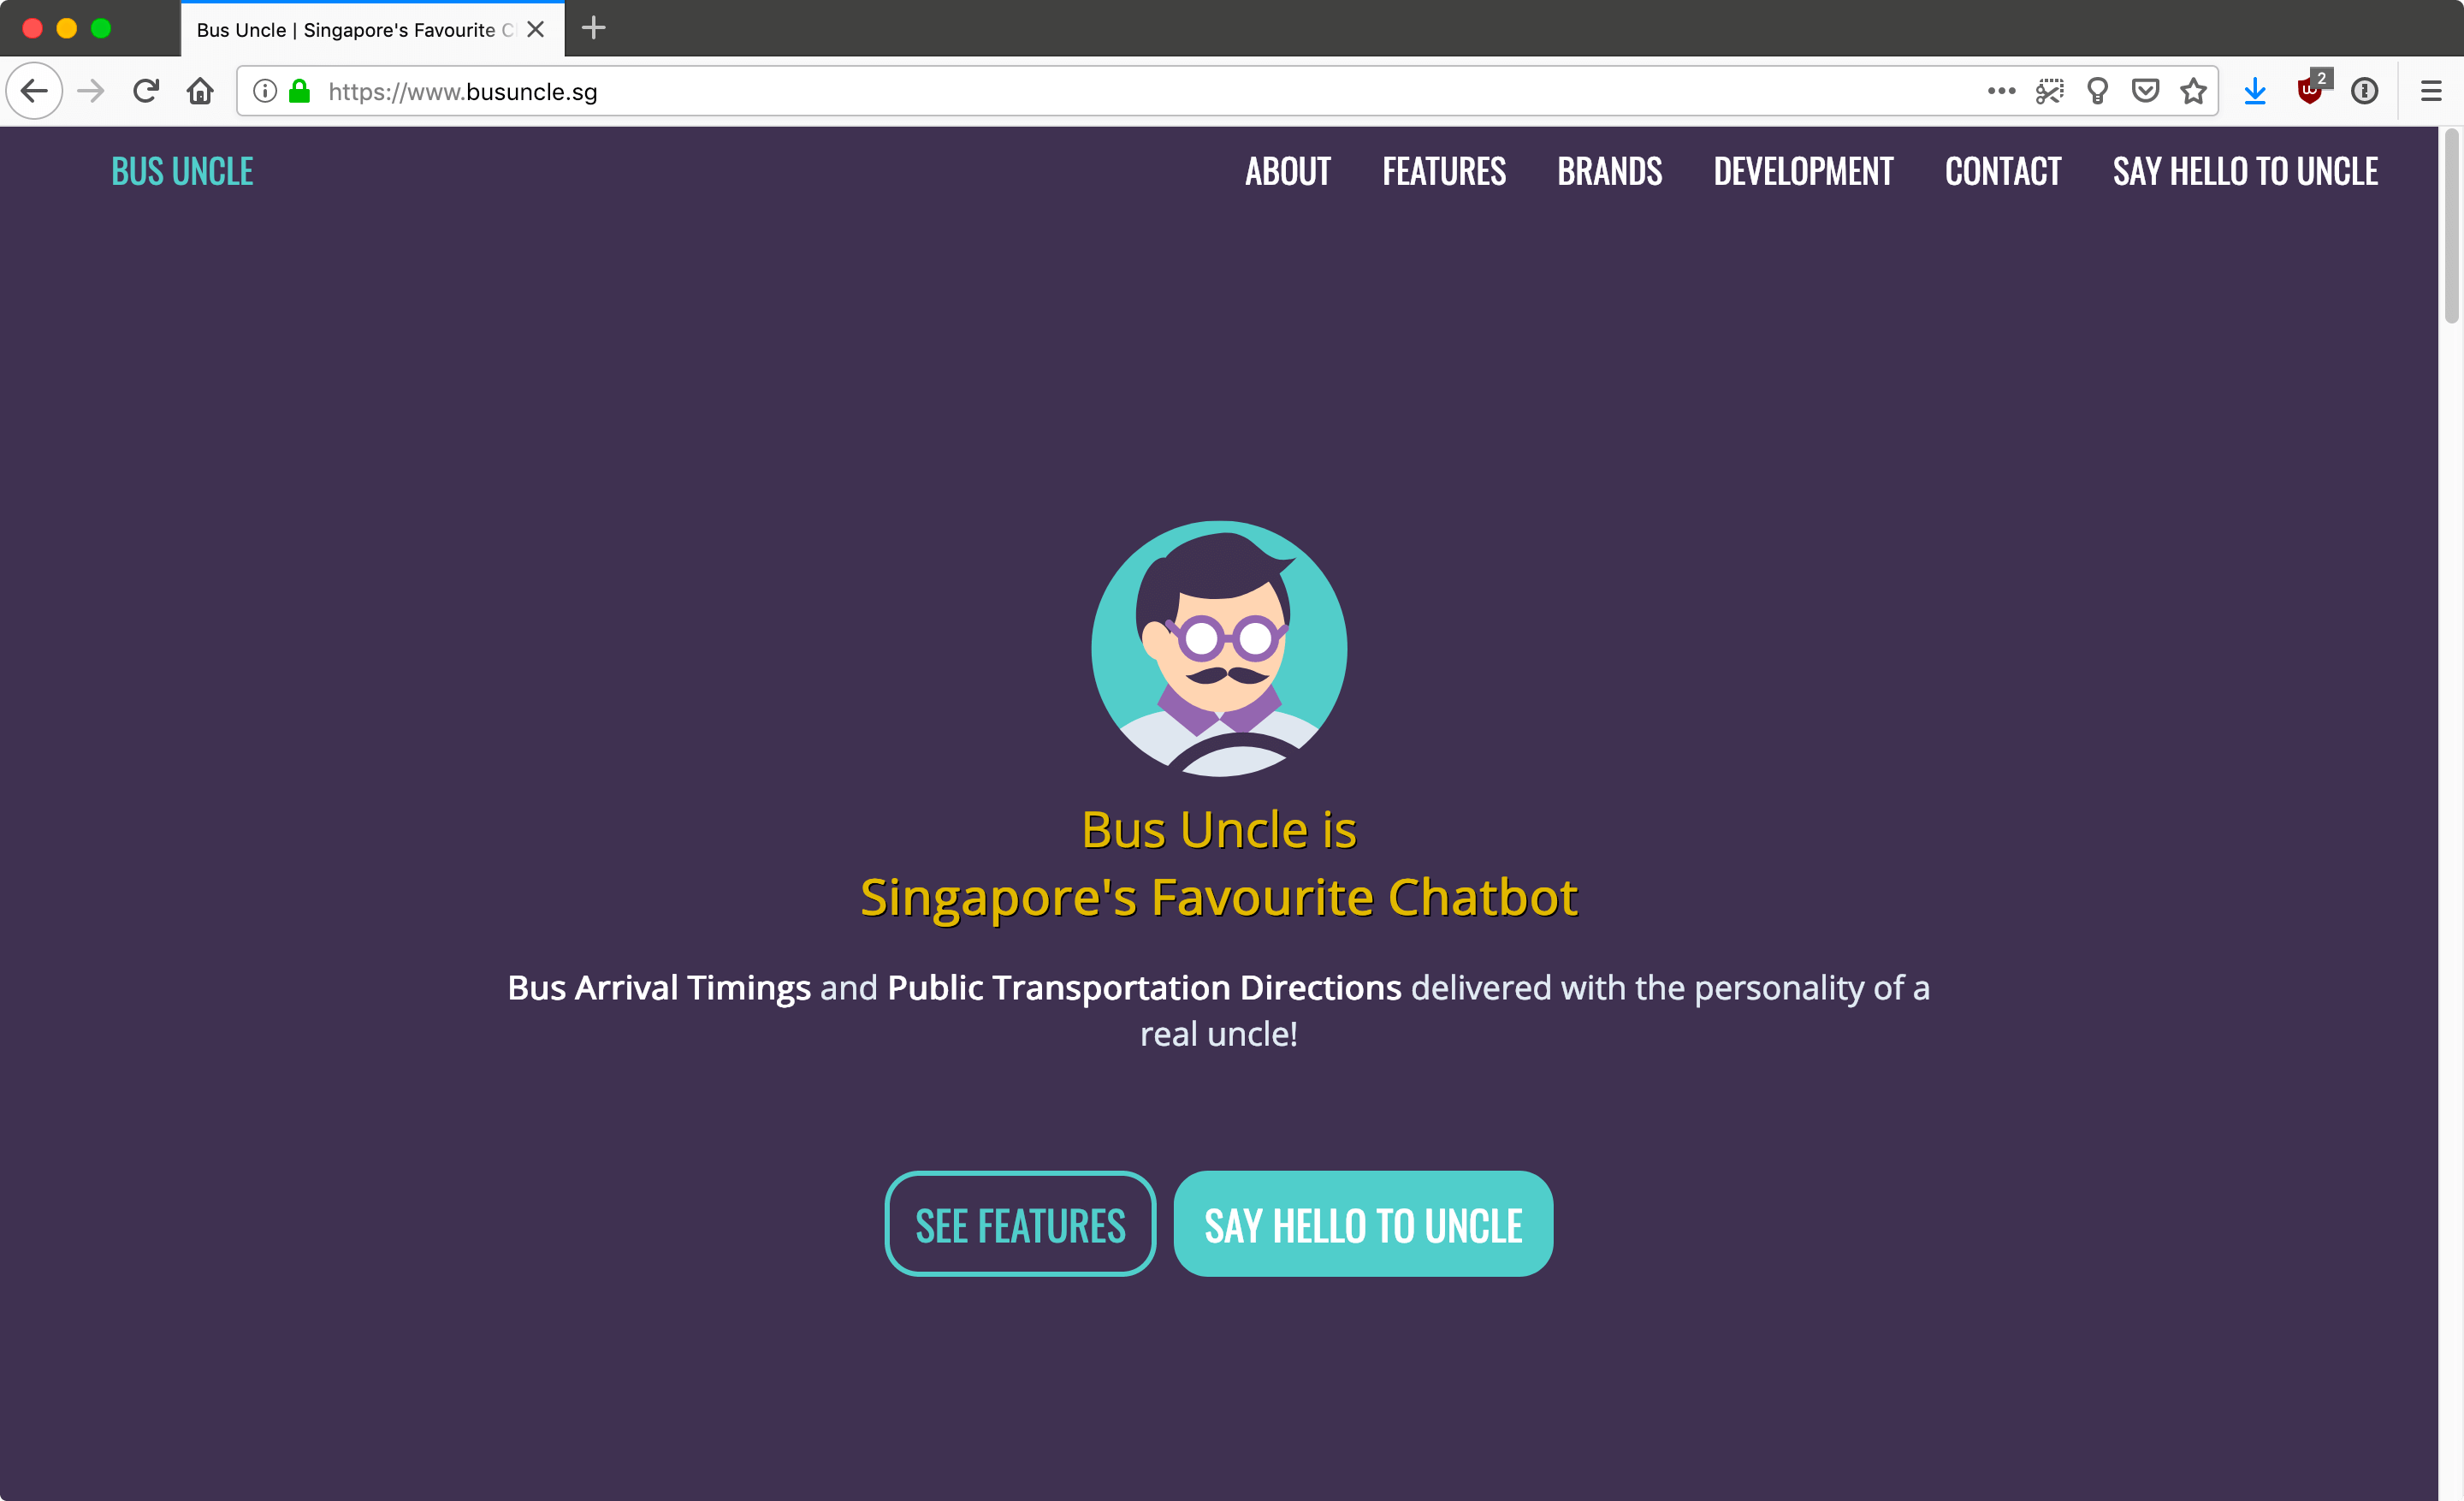 Bus Uncle | Singapore's Favourite C
https://www.busuncle.sg
2
BUS UNCLE
ABOUT FEATURES BRANDS DEVELOPMENT CONTACT SAY HELLO TO UNCLE
Bus Uncle is
Singapore's Favourite Chatbot
Bus Arrival Timings and Public Transportation Directions delivered with the personality of a
real uncle!
SEE FEATURES
SAY HELLO TO UNCLE